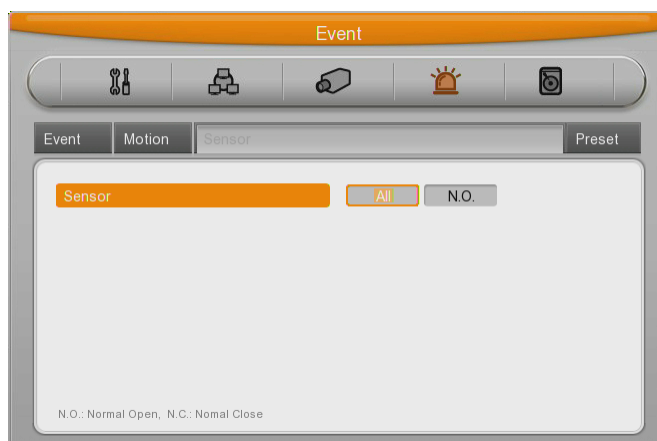 Event
Event Motion Sensor Preset
Sensor All N.O.
N.O.: Normal Open, N.C.: Nomal Close